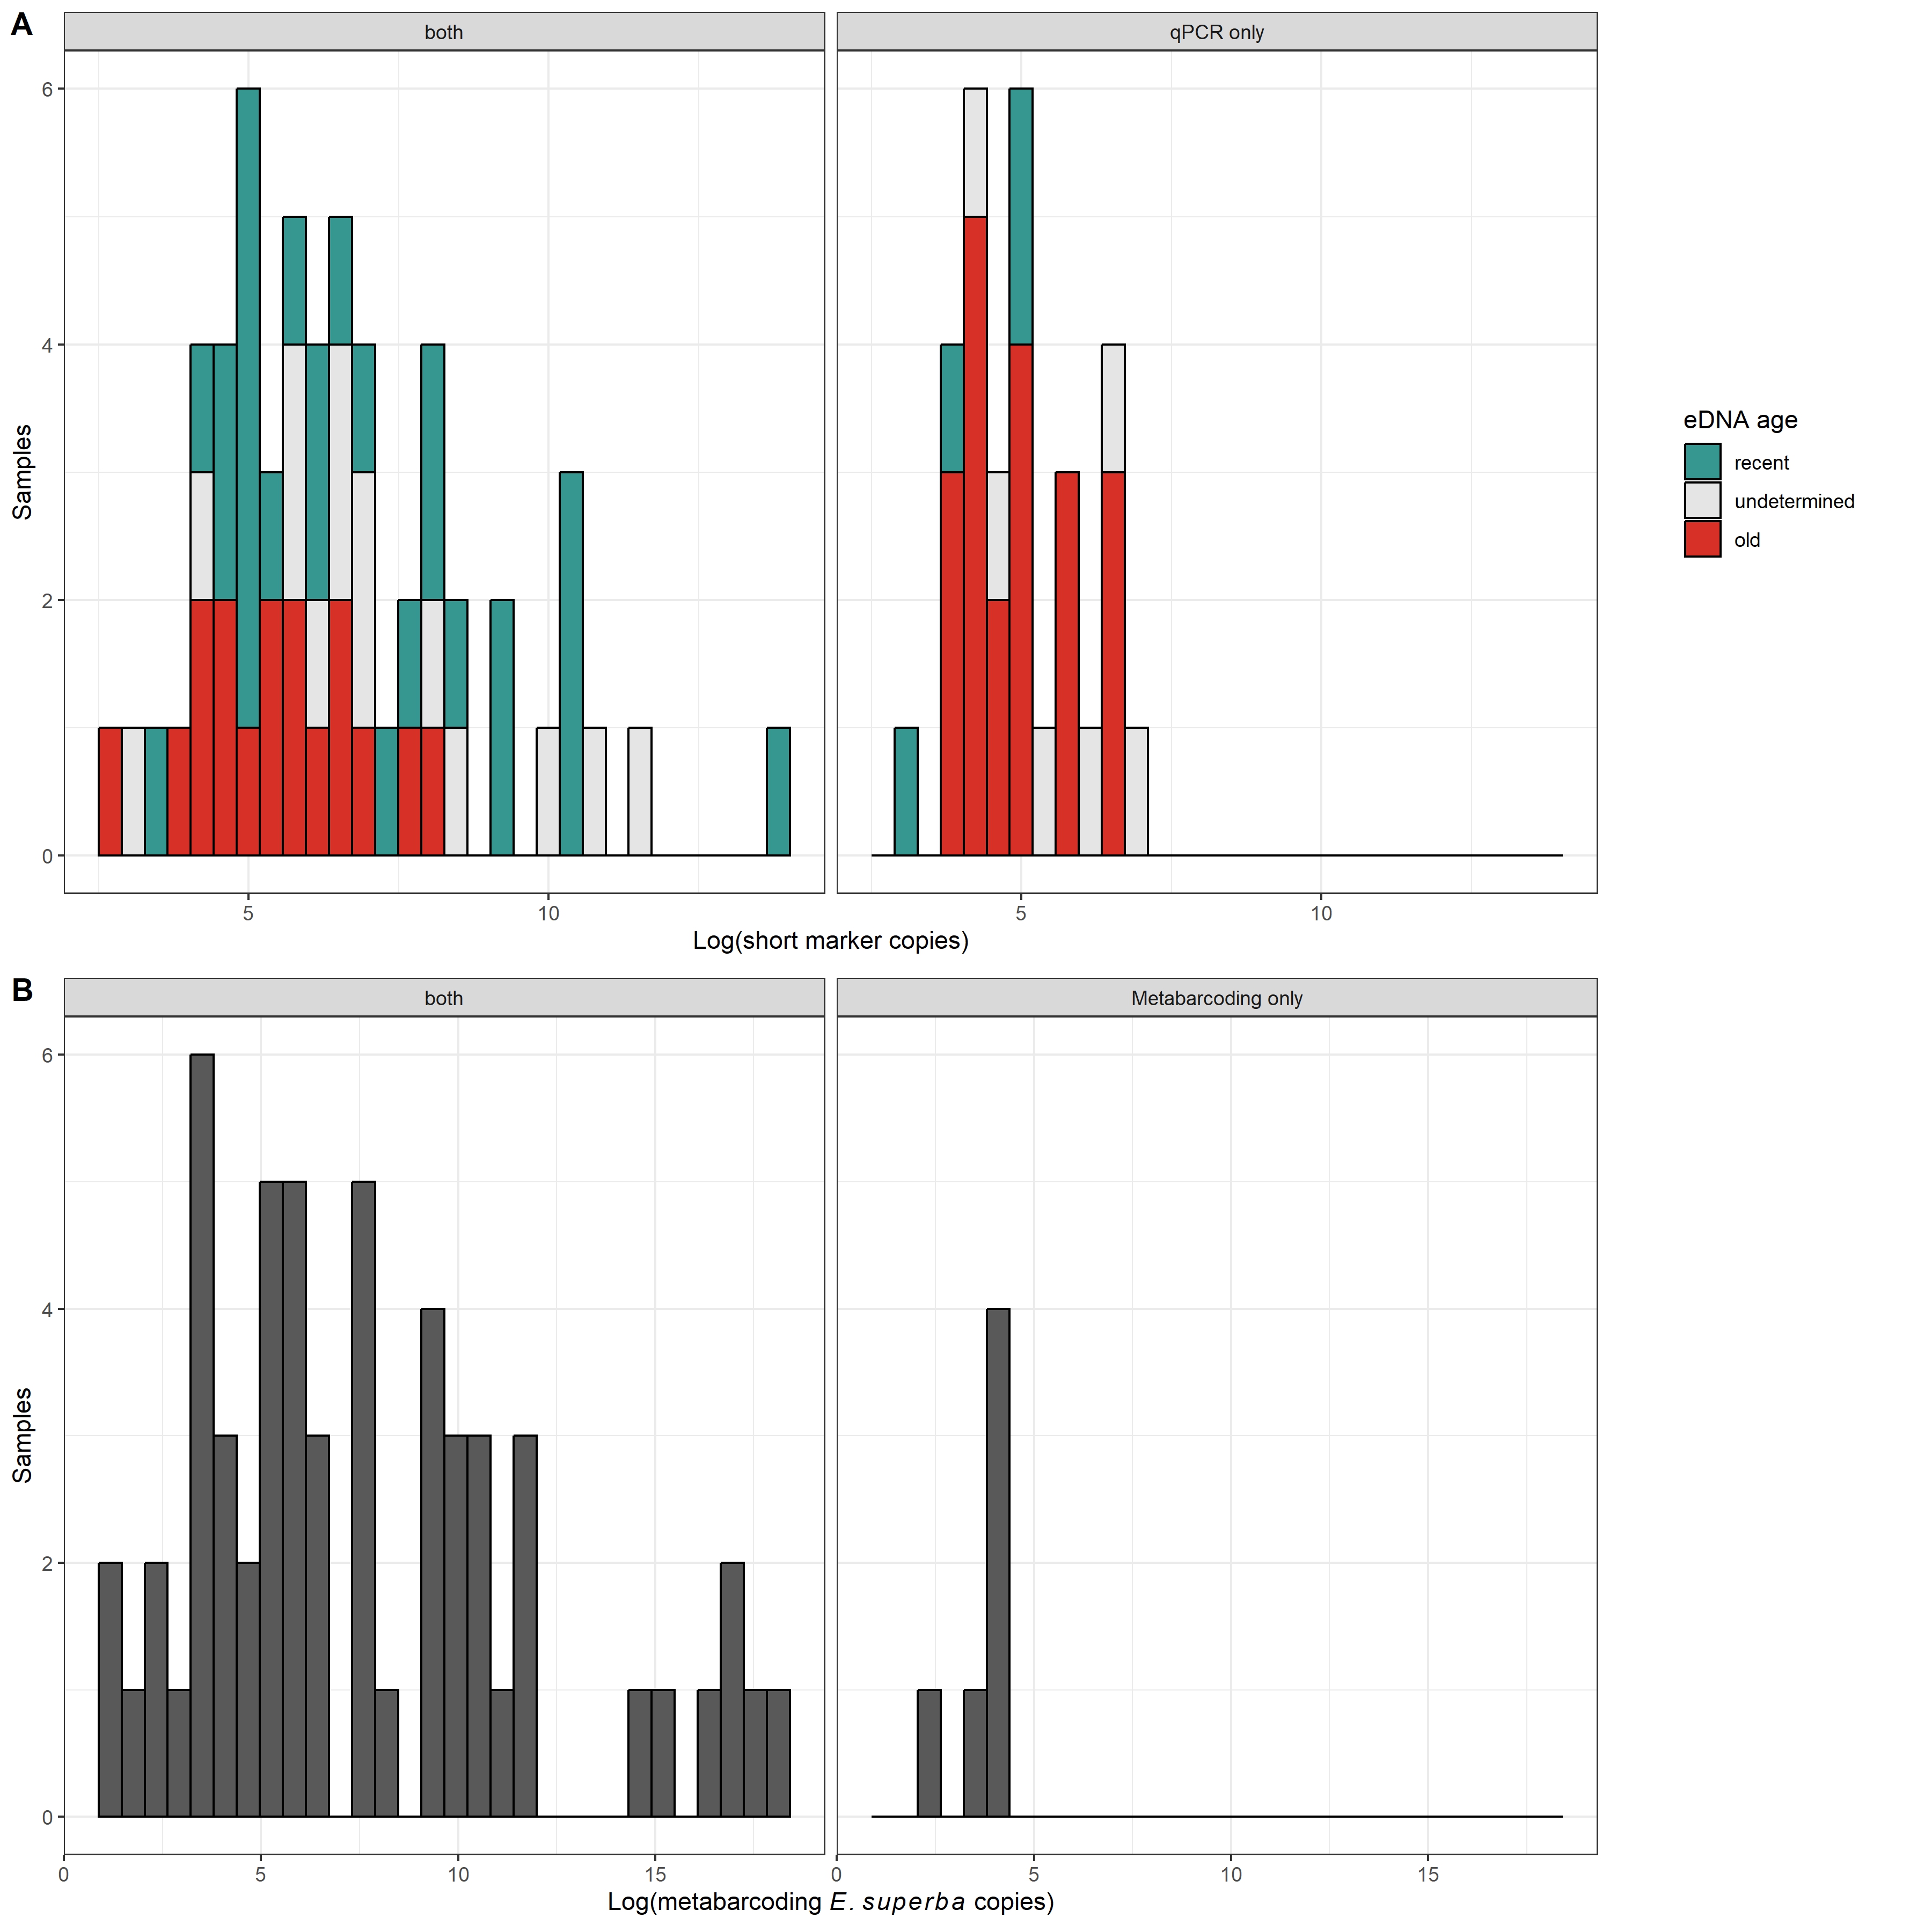 A
both
qPCR only
6
4
2
0
Samples
5
10
5
10
Log(short marker copies)
eDNA age
recent
undetermined
old
B
both
Metabarcoding only
6
4
2
0
Samples
0
5
10
15
0
5
10
15
Log(metabarcoding E. superba copies)